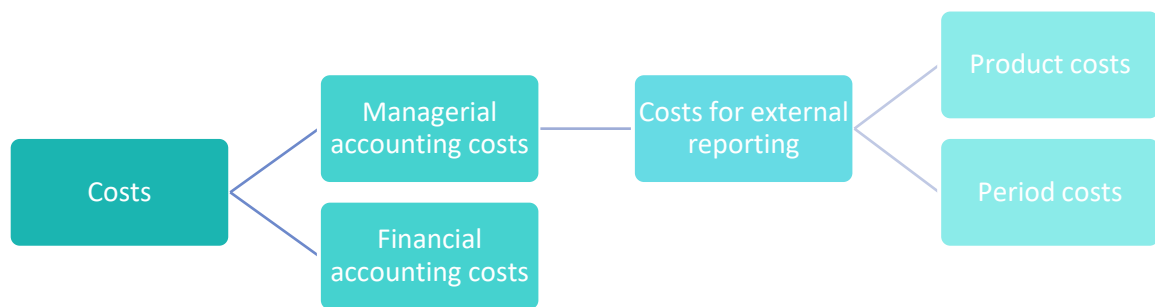 Costs
Managerial
accounting costs
Financial
accounting costs
Costs for external
reporting
Product costs
Period costs